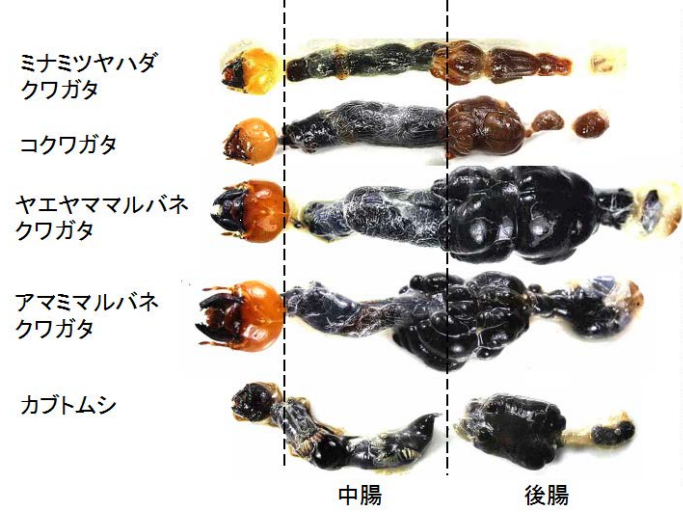 ミナミツヤハダ
クワガタ
コクワガタ
ヤエヤママルバネ
クワガタ
アマミマルバネ
クワガタ
カブトムシ
中腸
後腸